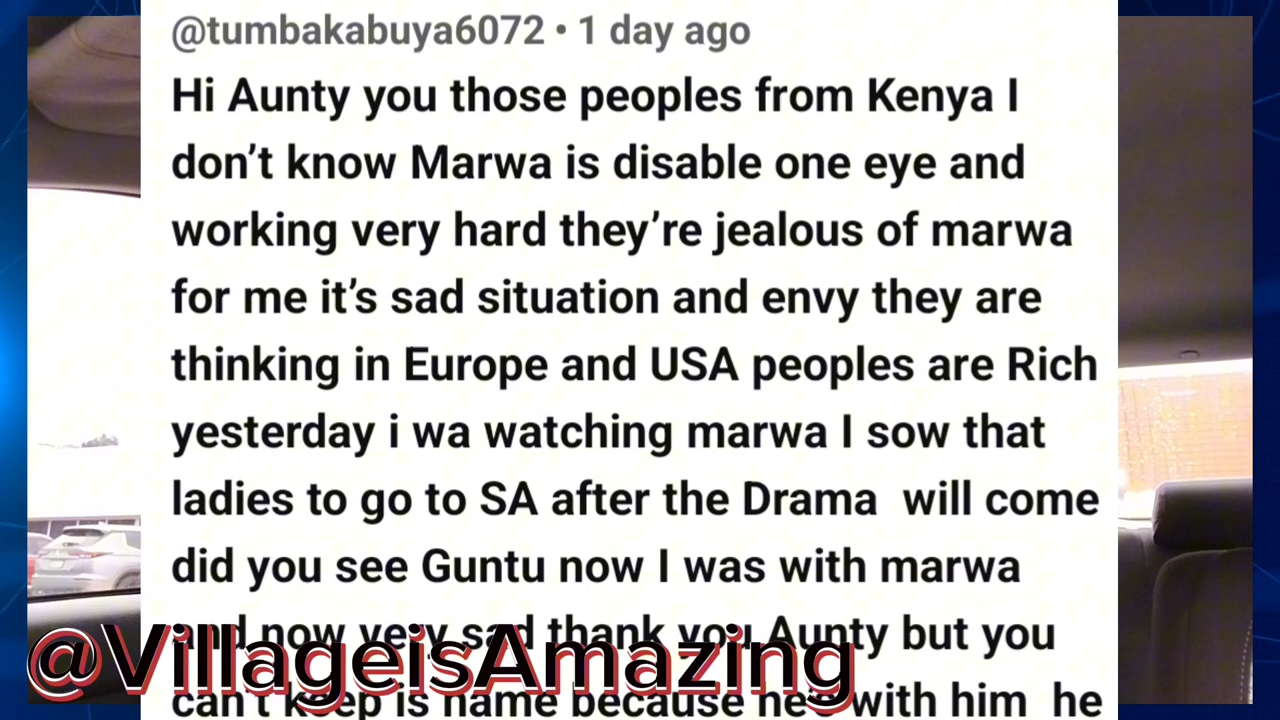 @tumbakabuya6072 • 1 day ago
Hi Aunty you those peoples from Kenya I
don't know Marwa is disable one eye and
working very hard they're jealous of marwa
for me it's sad situation and envy they are
thinking in Europe and USA peoples are Rich
yesterday i wa watching marwa I sow that
ladies to go to SA after the Drama will come
did you see Guntu now I was with marwa
and now very sad thank you Aunty but you
@VillageisAmazing
can't keep is name because he's with him he